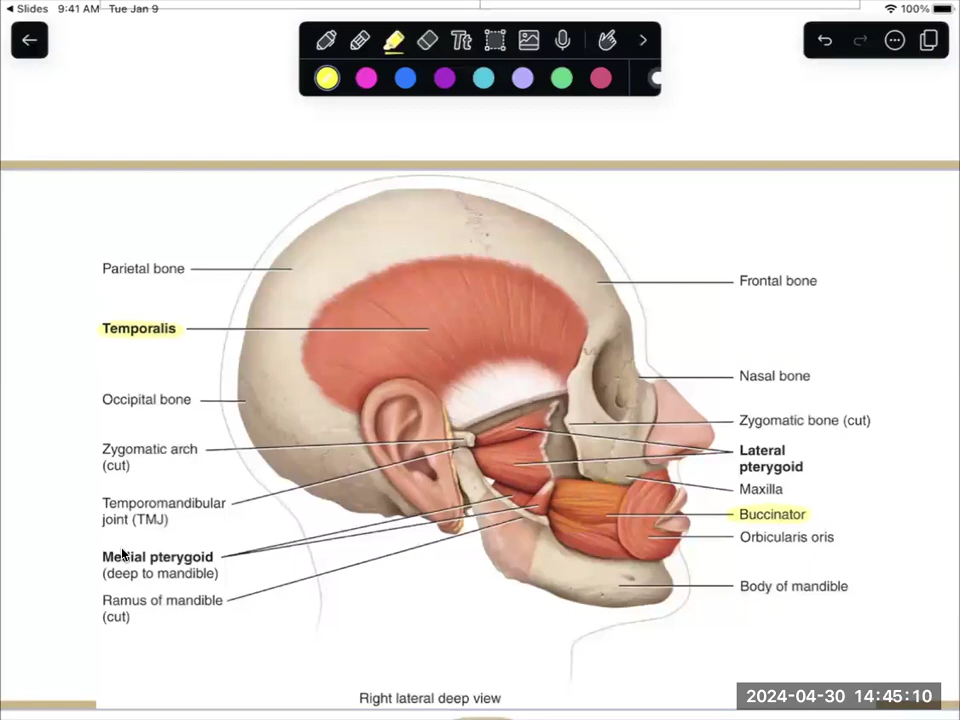 Slides 9:41 AM Tue Jan 9
100%
Tt
Parietal bone
Temporalis
Occipital bone
Zygomatic arch
(cut)
Temporomandibular
joint (TMJ)
Medial pterygoid
(deep to mandible)
Ramus of mandible
(cut)
Frontal bone
Nasal bone
Zygomatic bone (cut)
Lateral
pterygoid
Maxilla
Buccinator
Orbicularis oris
Body of mandible
Right lateral deep view
2024-04-30 14:45:10